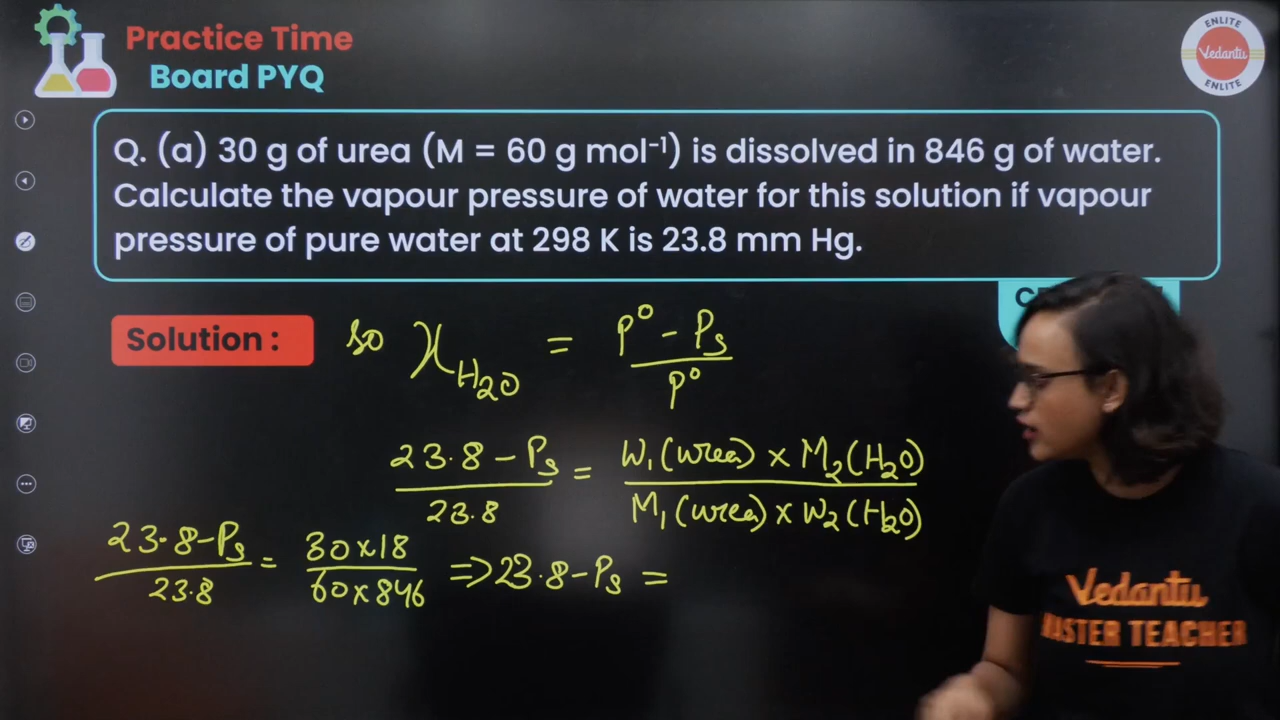 Practice Time
Board PYQ
ENLITE
Vedantu
ENLITE
Q. (a) 30 g of urea (M = 60 g mol⁻¹) is dissolved in 846 g of water.
Calculate the vapour pressure of water for this solution if vapour
pressure of pure water at 298 K is 23.8 mm Hg.
Solution :
so χ_H₂O = (P⁰ - Pₛ)/P⁰
(23.8 - Pₛ)/23.8 = (W₁(urea) × M₂(H₂O))/(M₁(urea) × W₂(H₂O))
(23.8 - Pₛ)/23.8 = (30×18)/(60×846) ⇒ 23.8 - Pₛ =
Vedantu
MASTER TEACHER